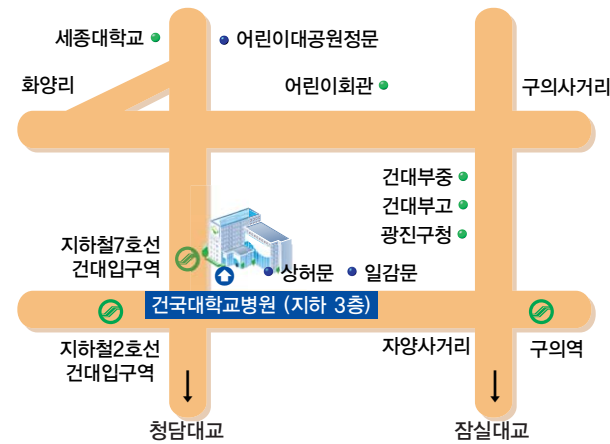 세종대학교
어린이대공원정문
화양리
어린이회관
구의사거리
건대부중
건대부고
광진구청
지하철7호선
건대입구역
상허문
일감문
건국대학교병원 (지하 3층)
지하철2호선
건대입구역
자양사거리
구의역
청담대교
잠실대교